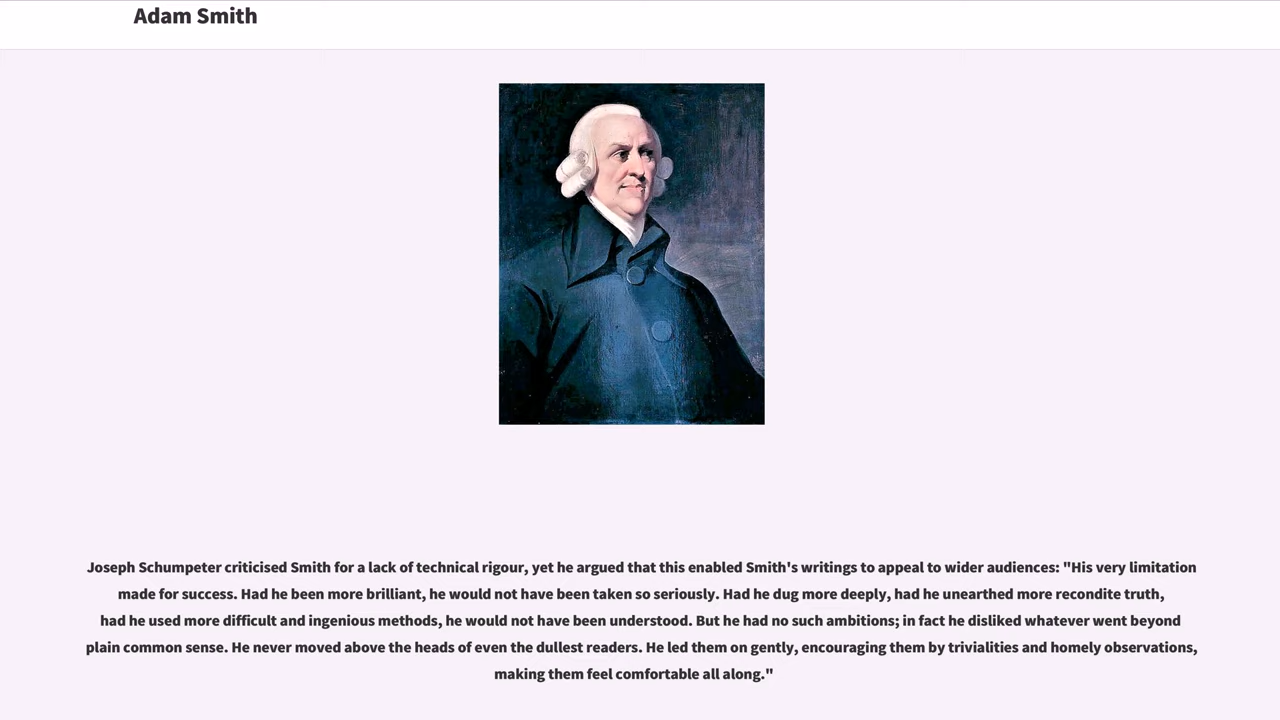 Adam Smith
Joseph Schumpeter criticised Smith for a lack of technical rigour, yet he argued that this enabled Smith's writings to appeal to wider audiences: "His very limitation
made for success. Had he been more brilliant, he would not have been taken so seriously. Had he dug more deeply, had he unearthed more recondite truth,
had he used more difficult and ingenious methods, he would not have been understood. But he had no such ambitions; in fact he disliked whatever went beyond
plain common sense. He never moved above the heads of even the dullest readers. He led them on gently, encouraging them by trivialities and homely observations,
making them feel comfortable all along."